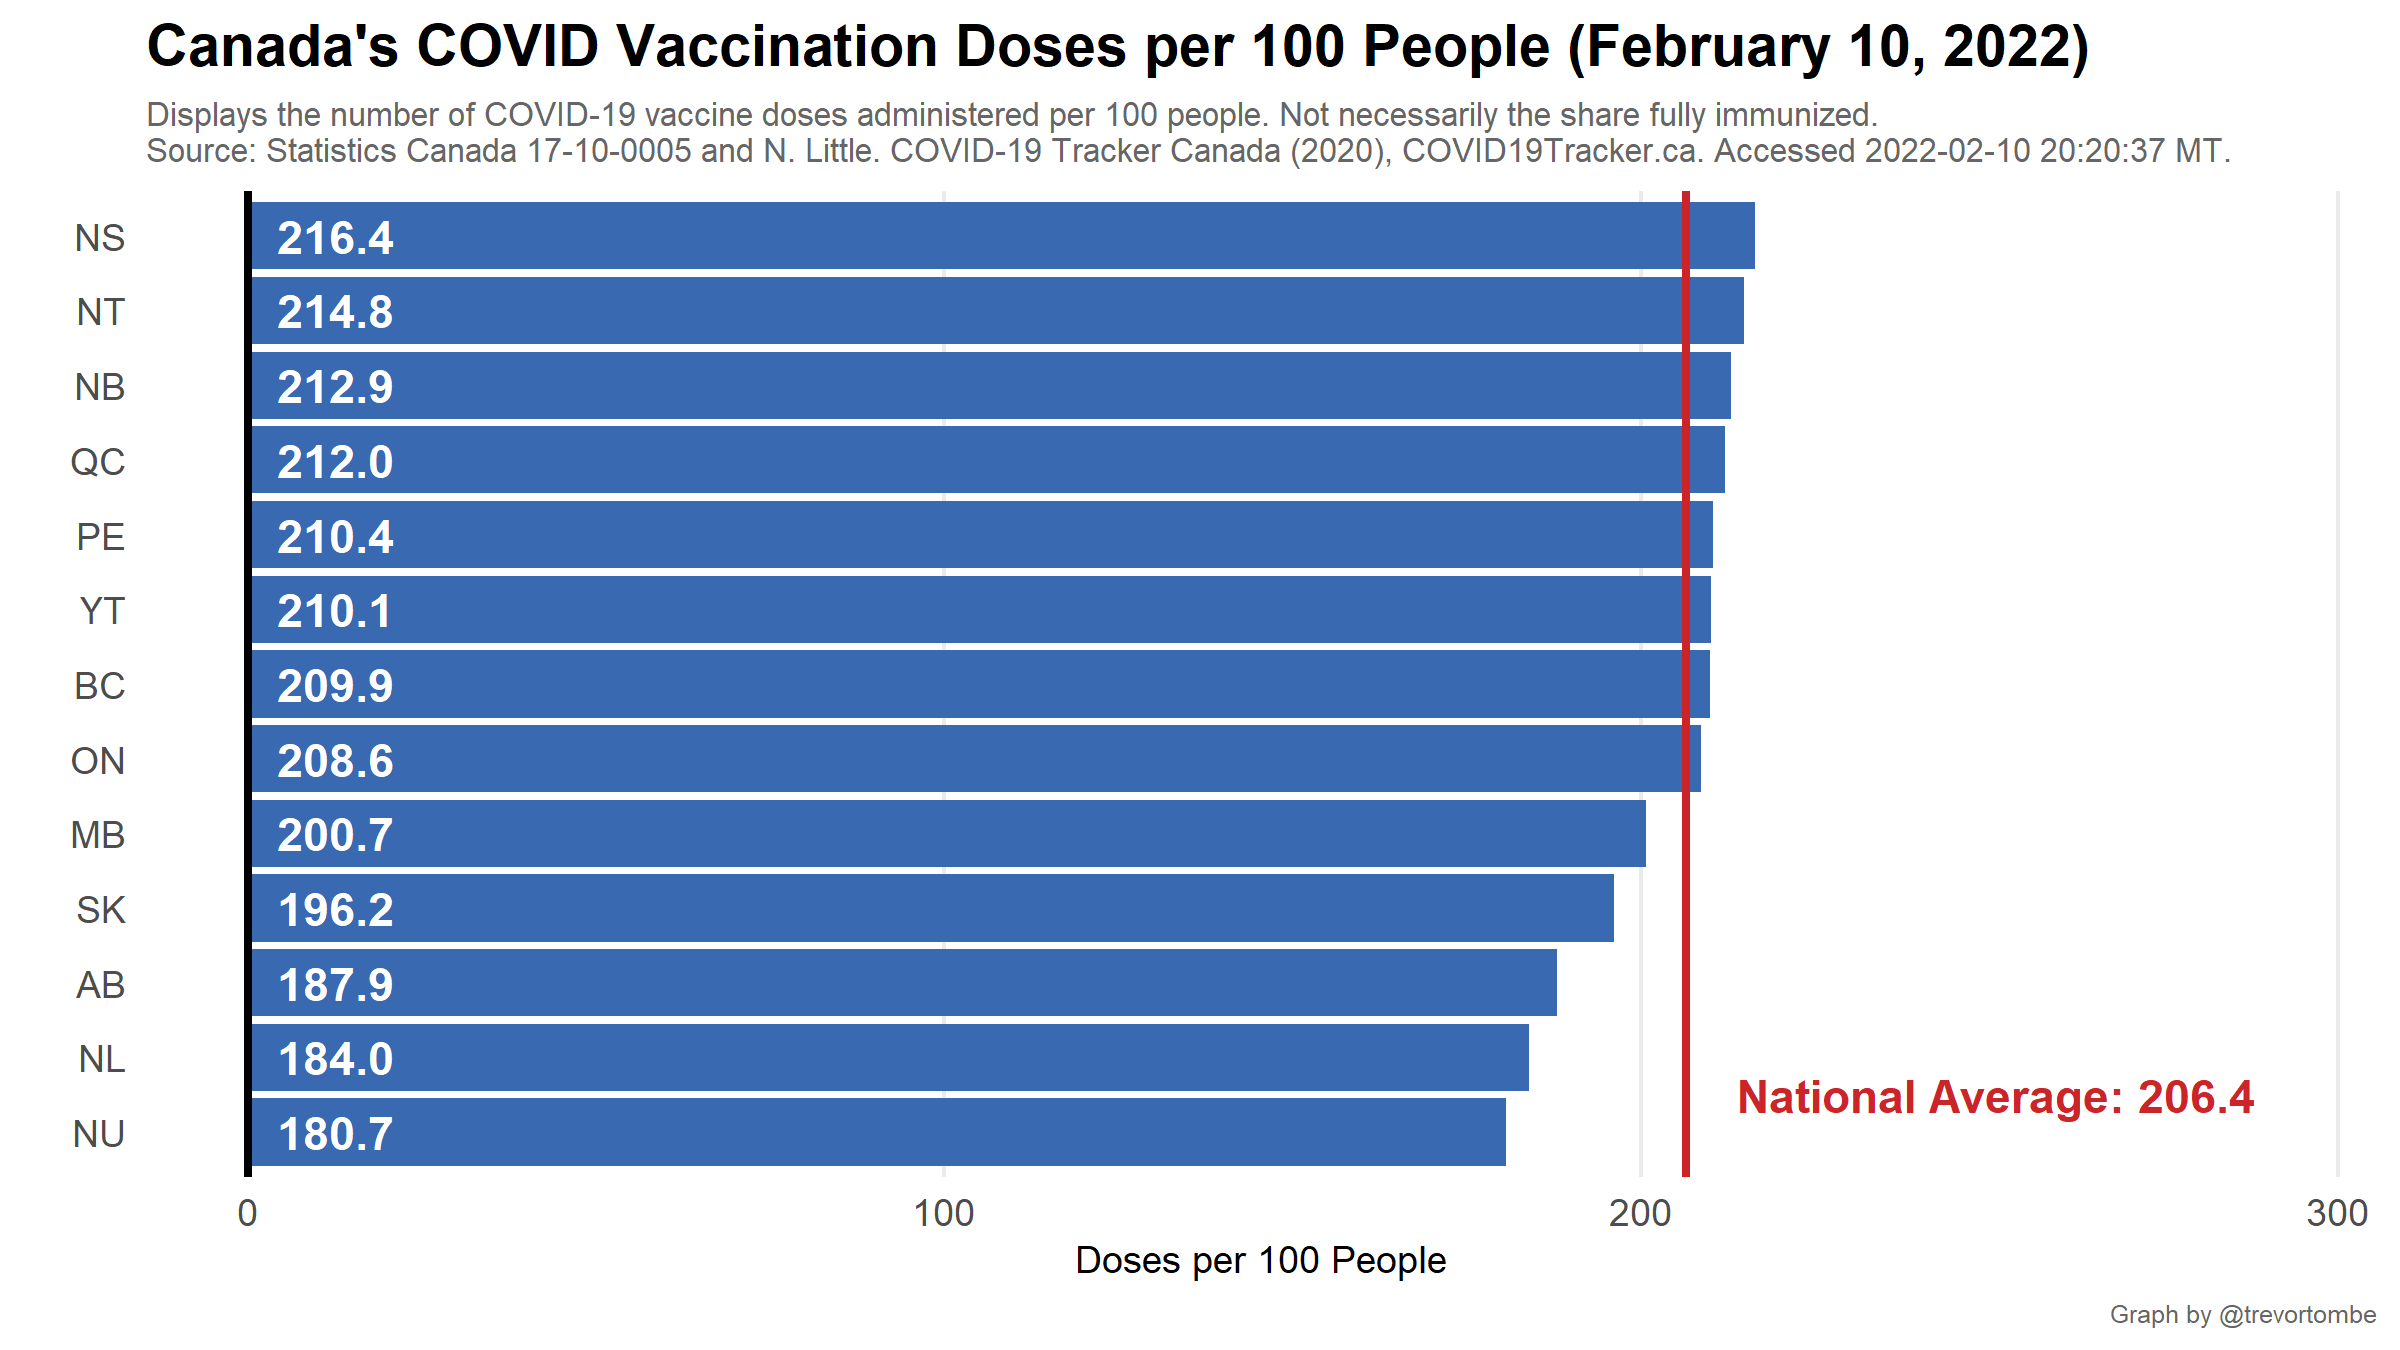 Canada's COVID Vaccination Doses per 100 People (February 10, 2022)
Displays the number of COVID-19 vaccine doses administered per 100 people. Not necessarily the share fully immunized.
Source: Statistics Canada 17-10-0005 and N. Little. COVID-19 Tracker Canada (2020), COVID19Tracker.ca. Accessed 2022-02-10 20:20:37 MT.
NS 216.4
NT 214.8
NB 212.9
QC 212.0
PE 210.4
YT 210.1
BC 209.9
ON 208.6
MB 200.7
SK 196.2
AB 187.9
NL 184.0
National Average: 206.4
NU 180.7
0 100 200 300
Doses per 100 People
Graph by @trevortombe